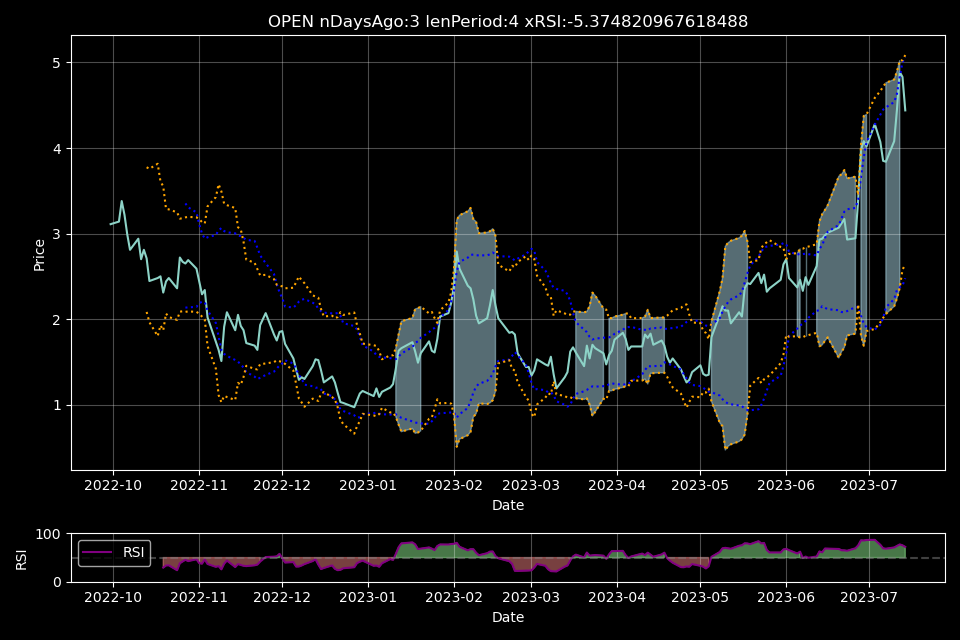 OPEN nDaysAgo:3 lenPeriod:4 xRSI:-5.374820967618488
5
4
3
2
1
Price
2022-10 2022-11 2022-12 2023-01 2023-02 2023-03 2023-04 2023-05 2023-06 2023-07
Date
100
0
RSI
RSI
2022-10 2022-11 2022-12 2023-01 2023-02 2023-03 2023-04 2023-05 2023-06 2023-07
Date